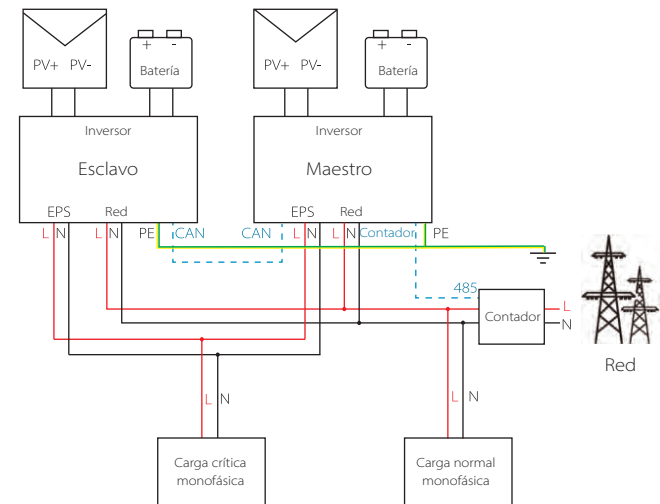 + -
+ -
PV+ PV-
Batería
PV+ PV-
Batería
Inversor
Esclavo
Inversor
Maestro
EPS Red
EPS Red
L N L N PE CAN
CAN L N L N Contador PE
485
Contador
L
N
Red
L N
L N
Carga crítica
monofásica
Carga normal
monofásica